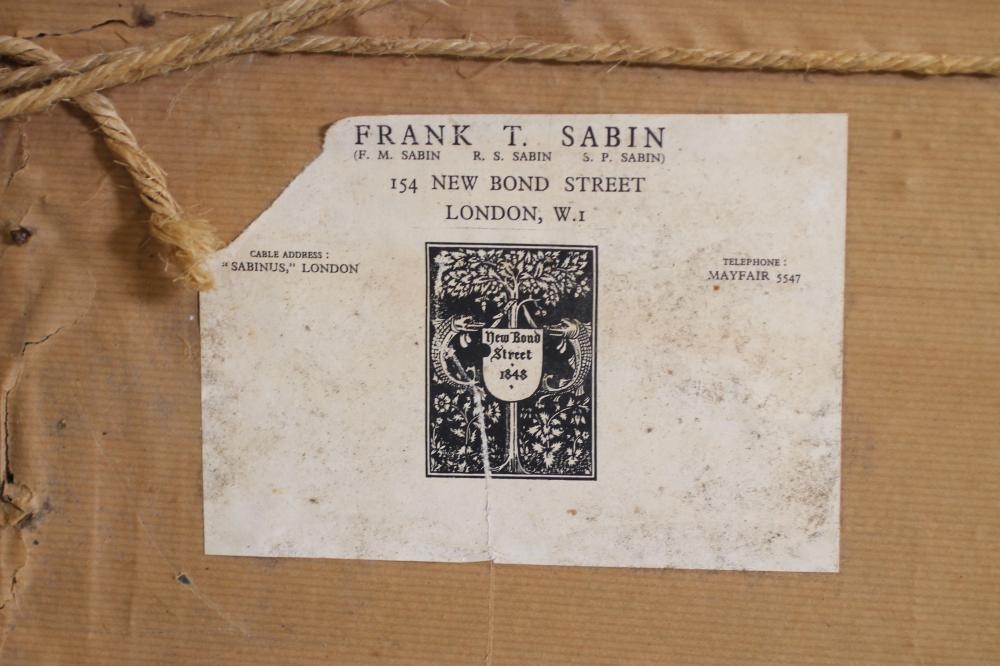 FRANK T. SABIN
(F. M. SABIN R. S. SABIN S. P. SABIN)
154 NEW BOND STREET
LONDON, W.1
CABLE ADDRESS :
"SABINUS," LONDON
TELEPHONE :
MAYFAIR 5547
New Bond
Street
1848